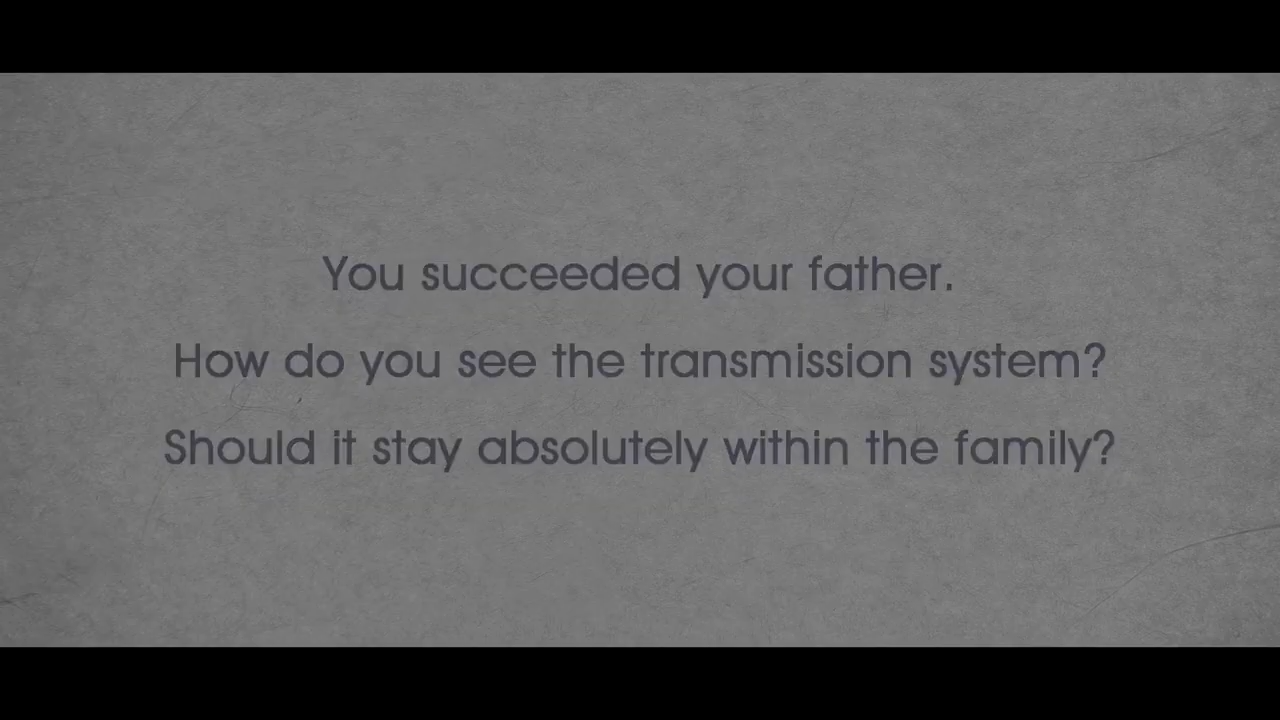 You succeeded your father.
How do you see the transmission system?
Should it stay absolutely within the family?